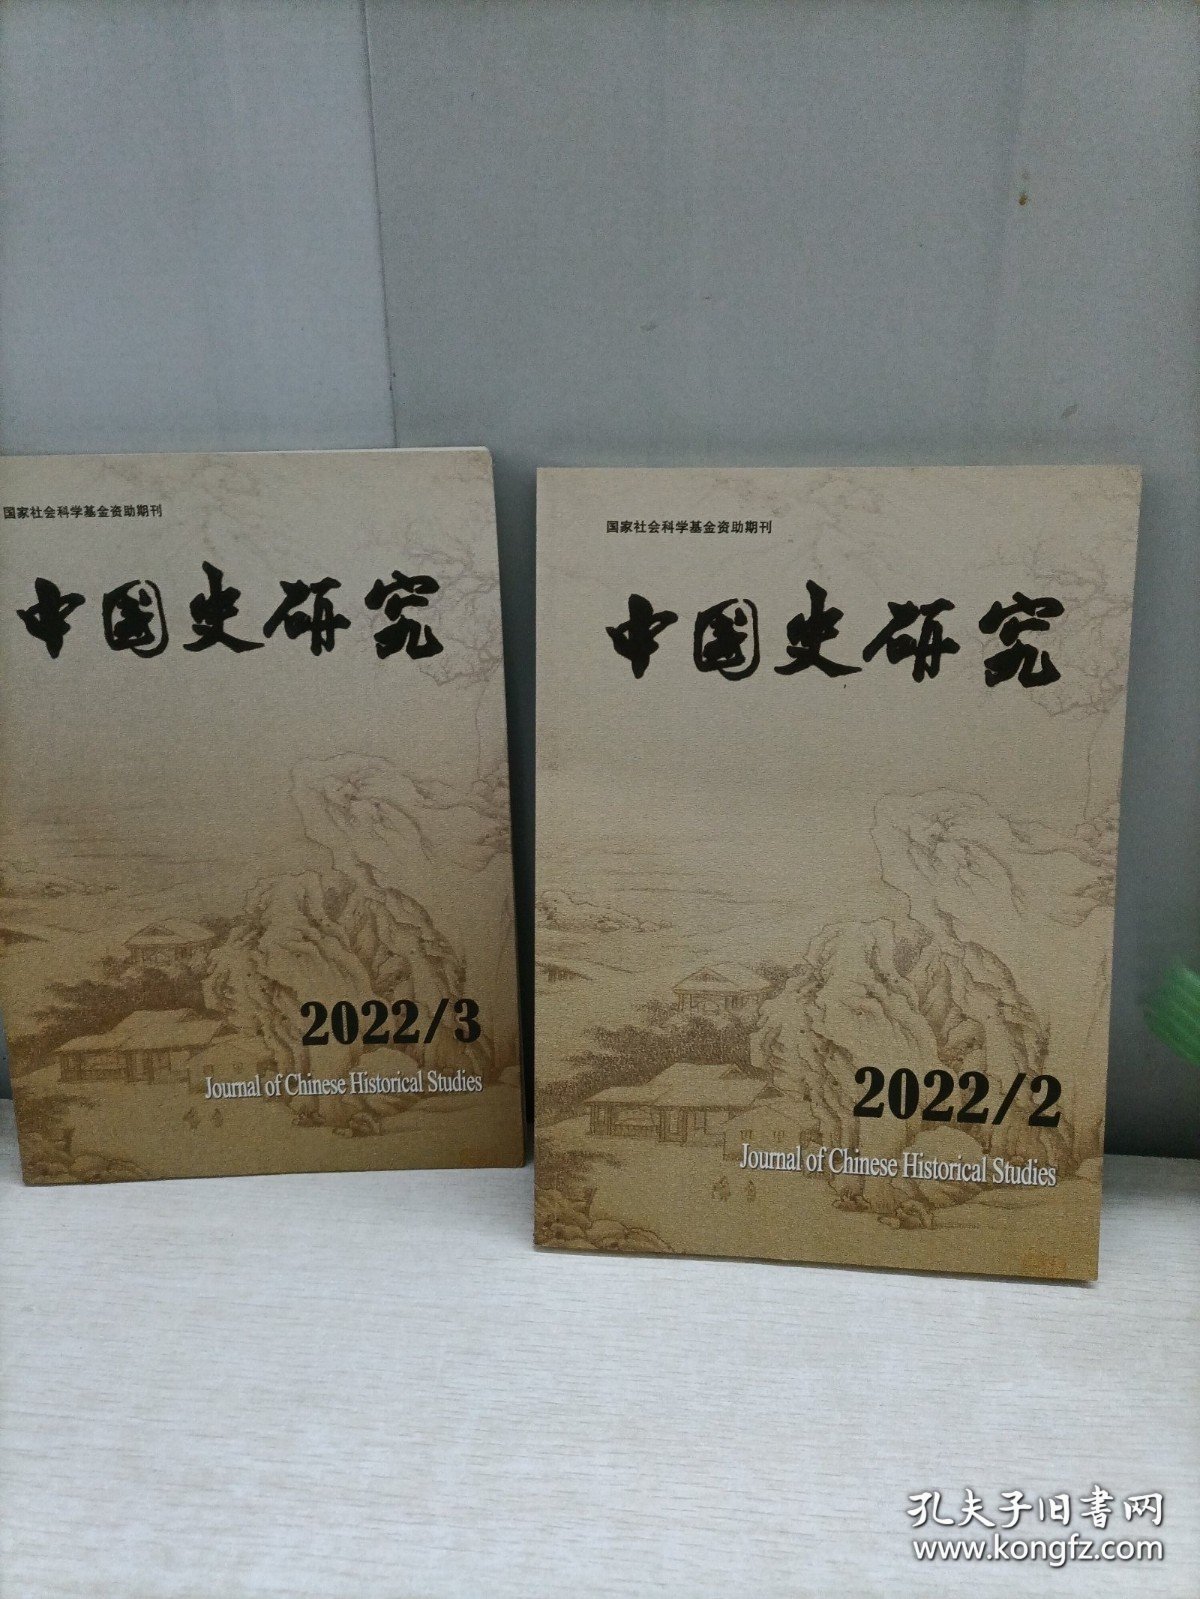 国家社会科学基金资助期刊
中国史研究
2022/3
Journal of Chinese Historical Studies
国家社会科学基金资助期刊
中国史研究
2022/2
Journal of Chinese Historical Studies
孔夫子旧书网
www.kongfz.com